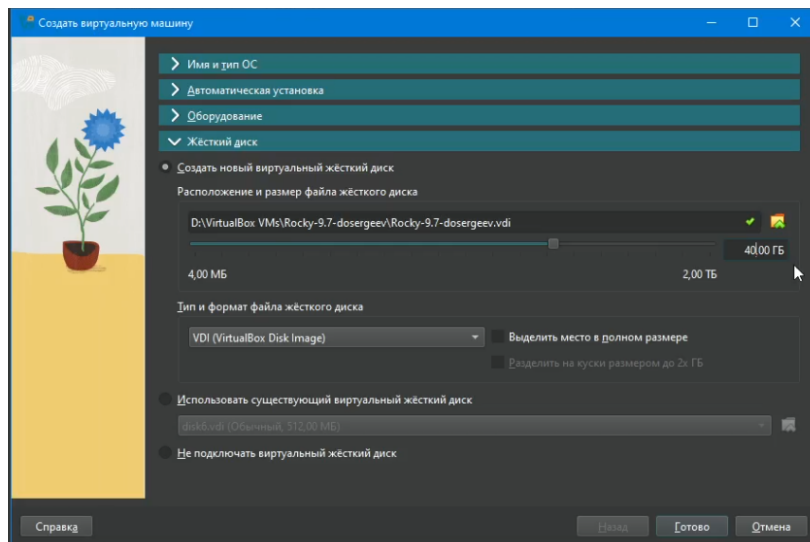 Создать виртуальную машину
Имя и тип ОС
Автоматическая установка
Оборудование
Жёсткий диск
Создать новый виртуальный жёсткий диск
Расположение и размер файла жёсткого диска
D:\VirtualBox VMs\Rocky-9.7-dosergeev\Rocky-9.7-dosergeev.vdi
40,00 ГБ
4,00 МБ 2,00 ТБ
Тип и формат файла жёсткого диска
VDI (VirtualBox Disk Image) Выделить место в полном размере
Разделить на куски размером до 2х ГБ
Использовать существующий виртуальный жёсткий диск
disk6.vdi (Обычный, 512,00 МБ)
Не подключать виртуальный жёсткий диск
Справка Назад Готово Отмена